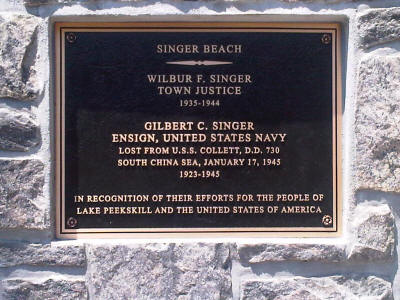 SINGER BEACH
WILBUR F. SINGER
TOWN JUSTICE
1935-1944
GILBERT C. SINGER
ENSIGN, UNITED STATES NAVY
LOST FROM U.S.S. COLLETT, D.D. 730
SOUTH CHINA SEA, JANUARY 17, 1945
1923-1945
IN RECOGNITION OF THEIR EFFORTS FOR THE PEOPLE OF
LAKE PEEKSKILL AND THE UNITED STATES OF AMERICA